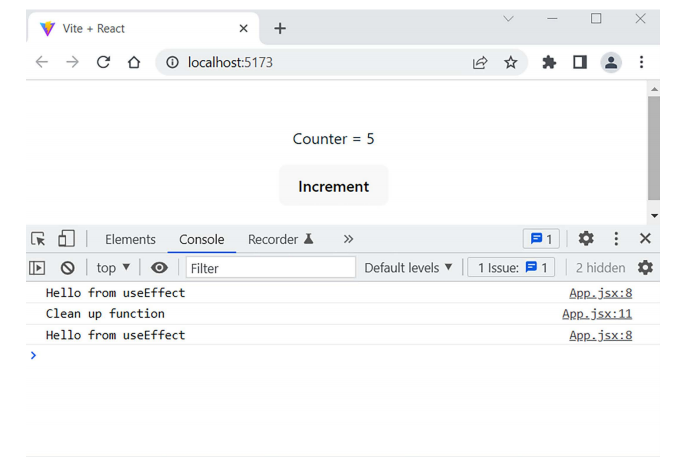 Vite + React
localhost:5173
Counter = 5
Increment
Elements Console Recorder 1
top Filter Default levels 1 Issue: 1 2 hidden
Hello from useEffect App.jsx:8
Clean up function App.jsx:11
Hello from useEffect App.jsx:8